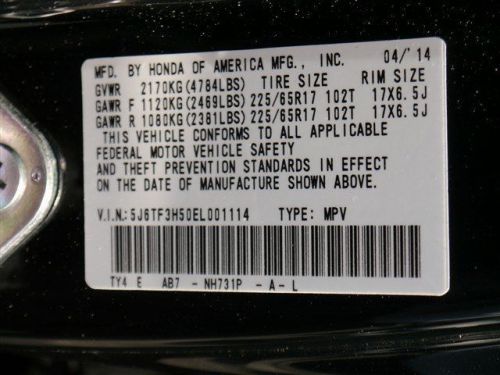 MFD. BY HONDA OF AMERICA MFG., INC. 04/'14
GVWR 2170KG(4784LBS) TIRE SIZE RIM SIZE
GAWR F 1120KG(2469LBS) 225/65R17 102T 17X6.5J
GAWR R 1080KG(2381LBS) 225/65R17 102T 17X6.5J
THIS VEHICLE CONFORMS TO ALL APPLICABLE
FEDERAL MOTOR VEHICLE SAFETY
AND THEFT PREVENTION STANDARDS IN EFFECT
ON THE DATE OF MANUFACTURE SHOWN ABOVE.
V.I.N:5J6TF3H50EL001114 TYPE: MPV
TY4 E AB7 - NH731P - A - L